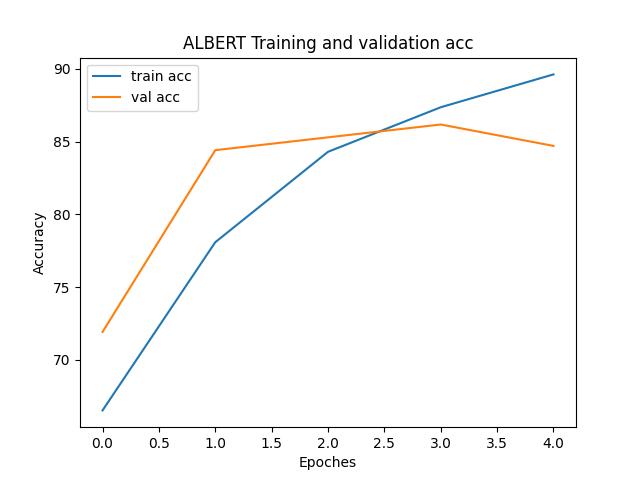 ALBERT Training and validation acc
train acc
val acc
Accuracy
90
85
80
75
70
0.0 0.5 1.0 1.5 2.0 2.5 3.0 3.5 4.0
Epoches